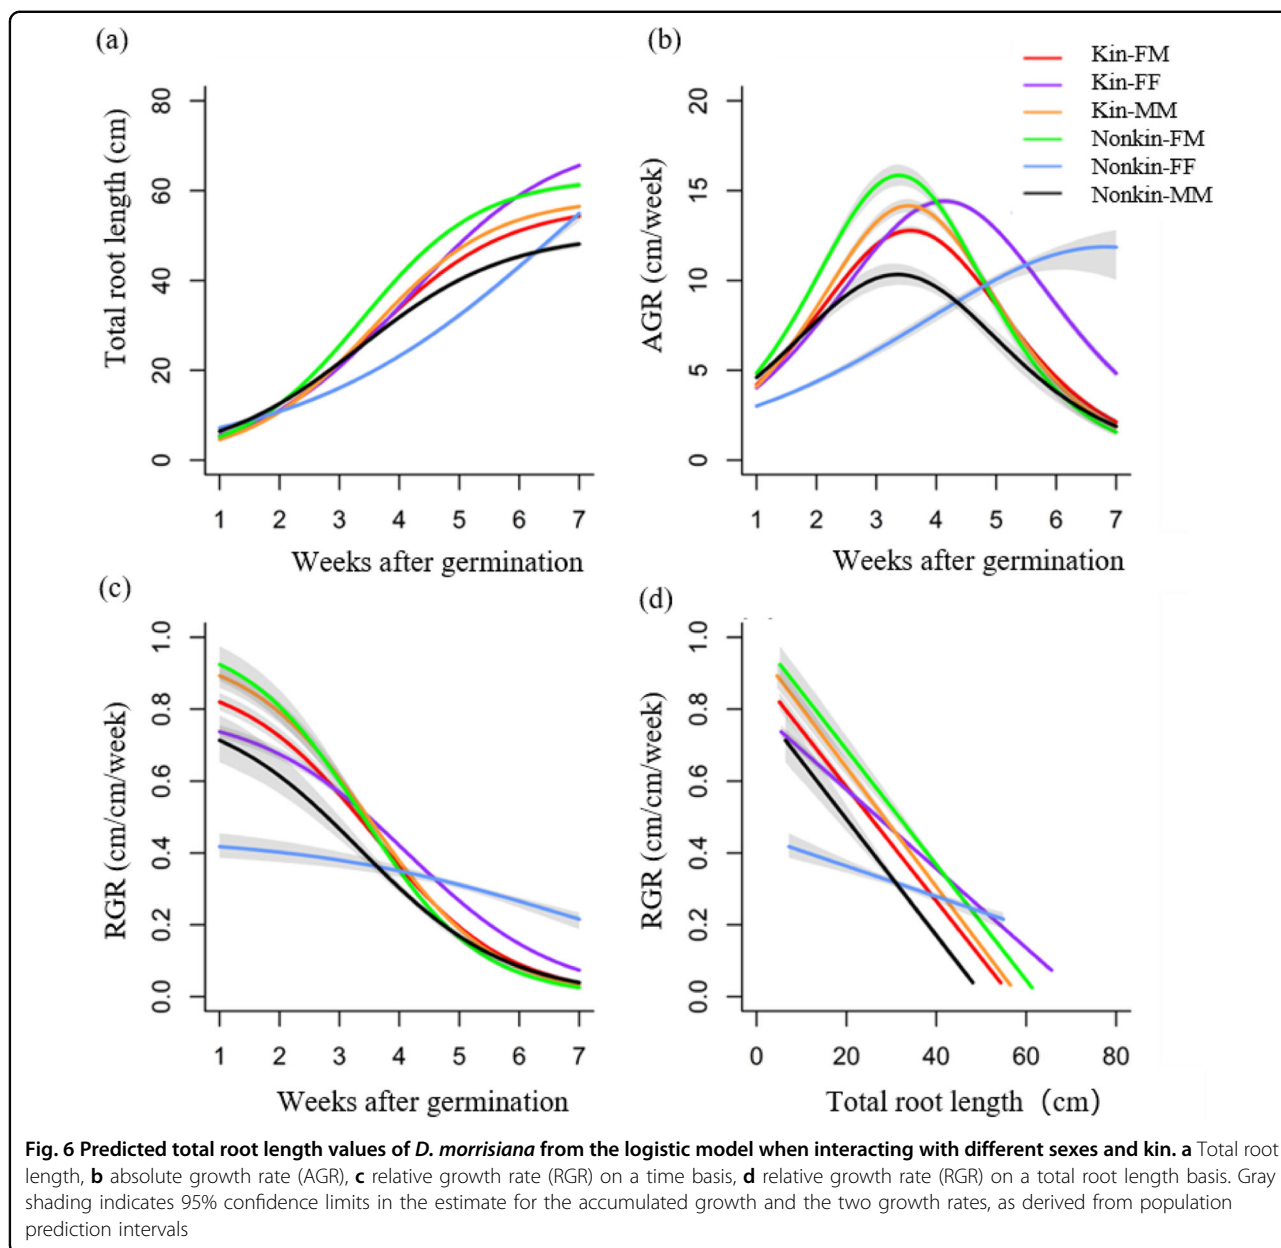 (a)
Total root length (cm)
80
60
40
20
0
1 2 3 4 5 6 7
Weeks after germination
(b)
AGR (cm/week)
20
15
10
5
0
1 2 3 4 5 6 7
Weeks after germination
Kin-FM
Kin-FF
Kin-MM
Nonkin-FM
Nonkin-FF
Nonkin-MM
(c)
RGR (cm/cm/week)
1.0
0.8
0.6
0.4
0.2
0.0
1 2 3 4 5 6 7
Weeks after germination
(d)
RGR (cm/cm/week)
1.0
0.8
0.6
0.4
0.2
0.0
0 20 40 60 80
Total root length (cm)
Fig. 6 Predicted total root length values of D. morrisiana from the logistic model when interacting with different sexes and kin. a Total root
length, b absolute growth rate (AGR), c relative growth rate (RGR) on a time basis, d relative growth rate (RGR) on a total root length basis. Gray
shading indicates 95% confidence limits in the estimate for the accumulated growth and the two growth rates, as derived from population
prediction intervals